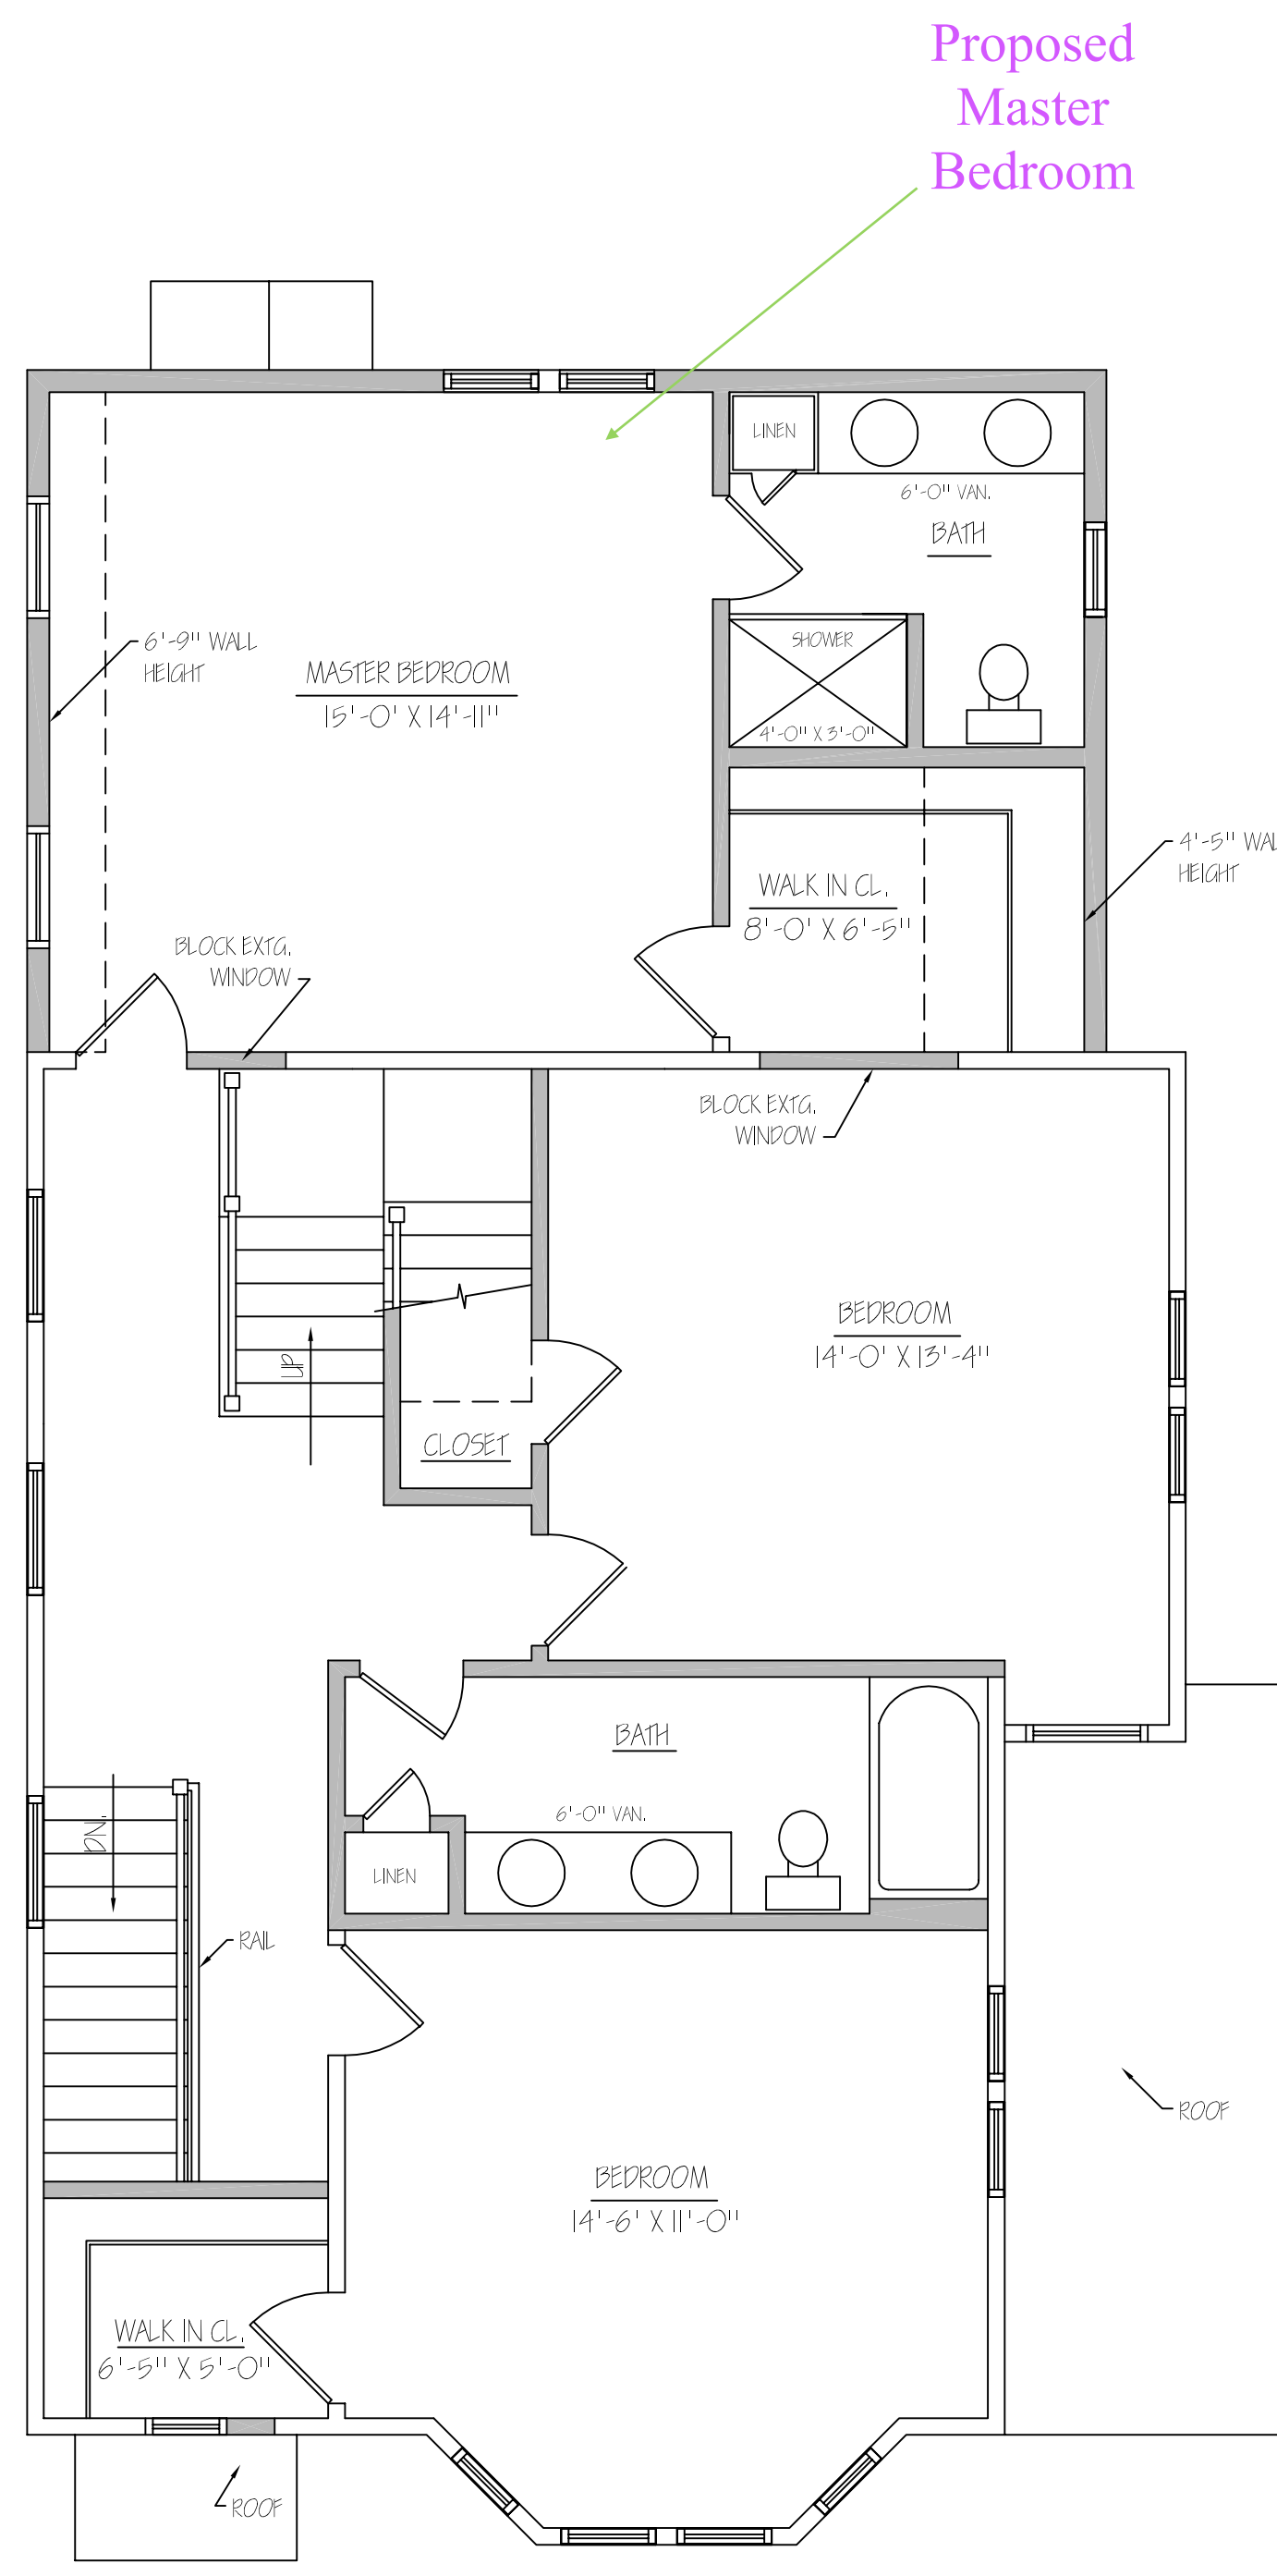 Proposed
Master
Bedroom
LINEN
6'-0" VAN.
BATH
SHOWER
4'-0" X 3'-0"
6'-9" WALL
HEIGHT
MASTER BEDROOM
15'-0' X 14'-11"
4'-5" WAL
HEIGHT
WALK IN CL.
8'-0' X 6'-5"
BLOCK EXTG.
WINDOW
BLOCK EXTG.
WINDOW
BEDROOM
14'-0' X 13'-4"
UP
CLOSET
BATH
6'-0" VAN.
LINEN
DN.
RAIL
ROOF
BEDROOM
14'-6' X 11'-0"
WALK IN CL.
6'-5" X 5'-0"
ROOF